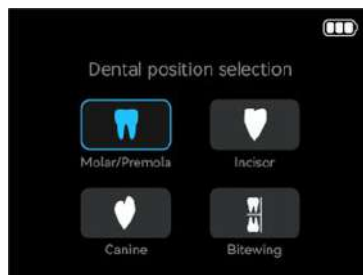 Dental position selection
Molar/Premola
Incisor
Canine
Bitewing